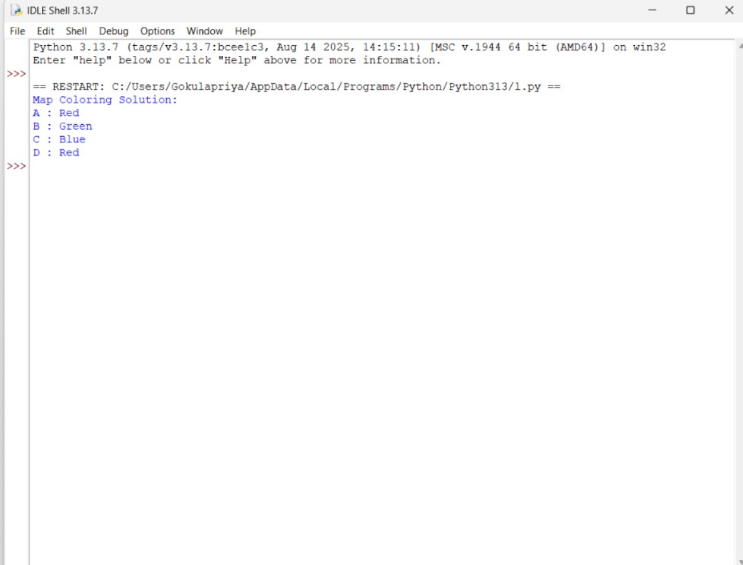 IDLE Shell 3.13.7
File Edit Shell Debug Options Window Help
Python 3.13.7 (tags/v3.13.7:bcee1c3, Aug 14 2025, 14:15:11) [MSC v.1944 64 bit (AMD64)] on win32
Enter "help" below or click "Help" above for more information.
>>>
== RESTART: C:/Users/Gokulapriya/AppData/Local/Programs/Python/Python313/1.py ==
Map Coloring Solution:
A : Red
B : Green
C : Blue
D : Red
>>>